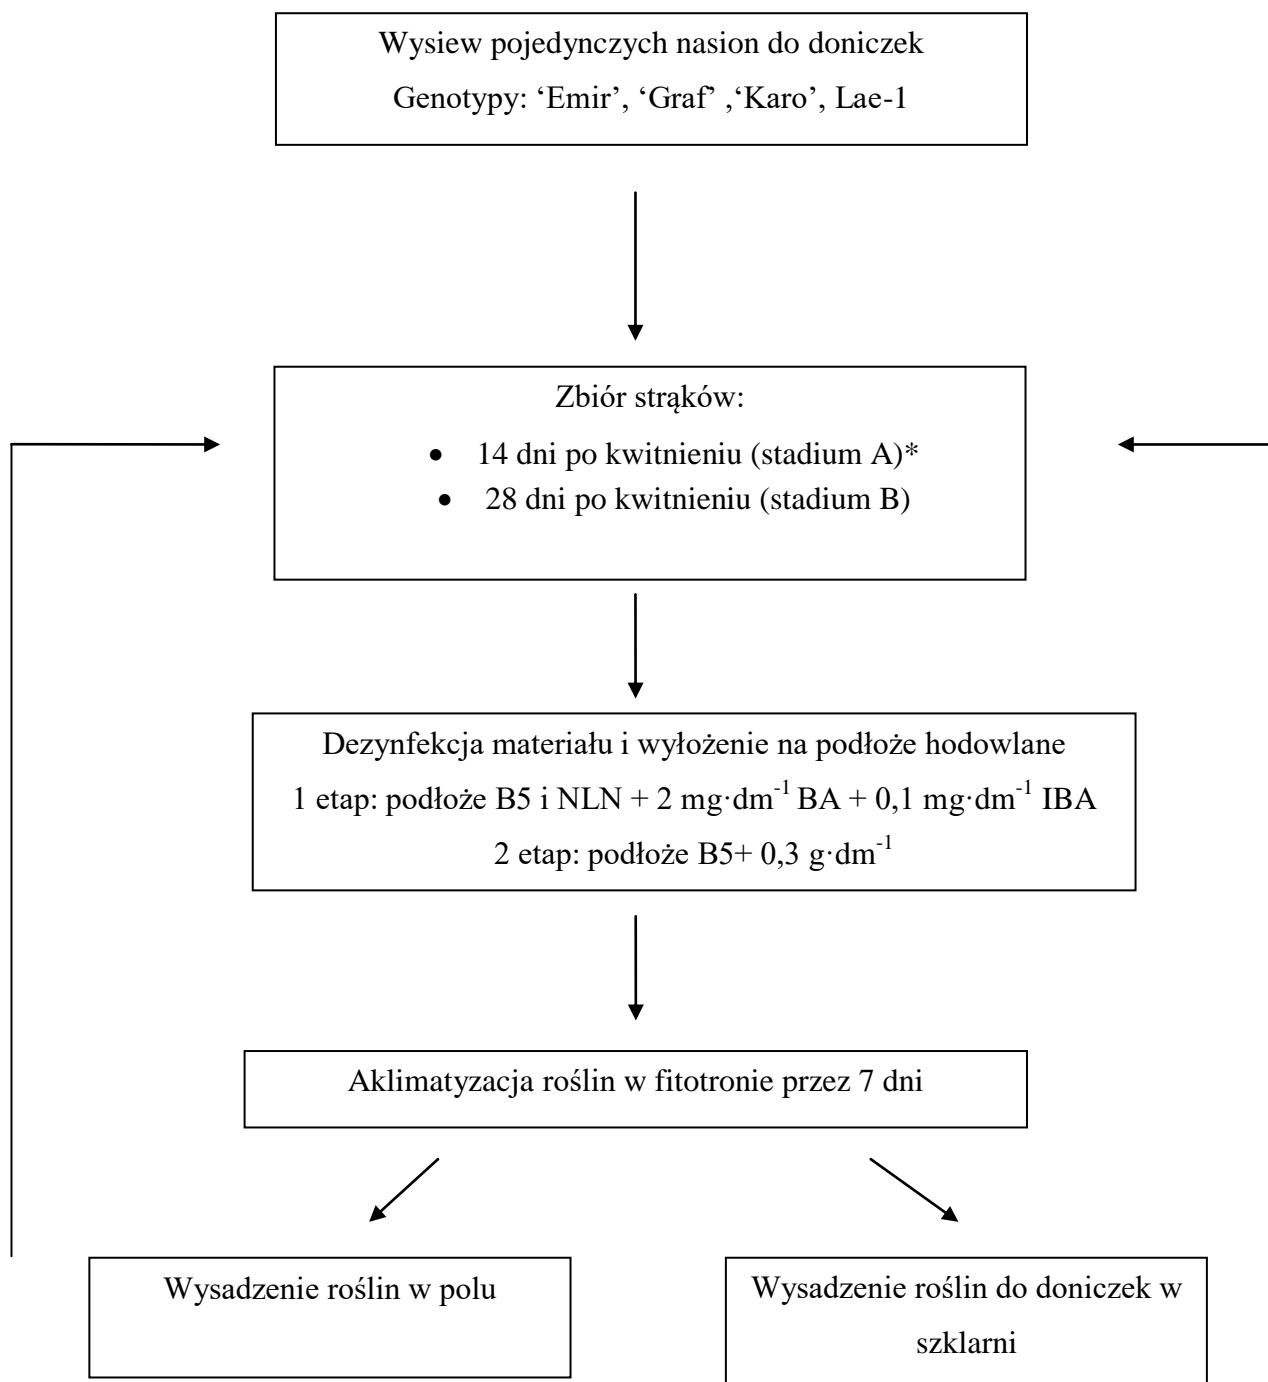 Wysiew pojedynczych nasion do doniczek
Genotypy: ‘Emir’, ‘Graf’ ,‘Karo’, Lae-1
Zbiór strąków:
• 14 dni po kwitnieniu (stadium A)*
• 28 dni po kwitnieniu (stadium B)
Dezynfekcja materiału i wyłożenie na podłoże hodowlane
1 etap: podłoże B5 i NLN + 2 mg·dm⁻¹ BA + 0,1 mg·dm⁻¹ IBA
2 etap: podłoże B5+ 0,3 g·dm⁻¹
Aklimatyzacja roślin w fitotronie przez 7 dni
Wysadzenie roślin w polu
Wysadzenie roślin do doniczek w
szklarni